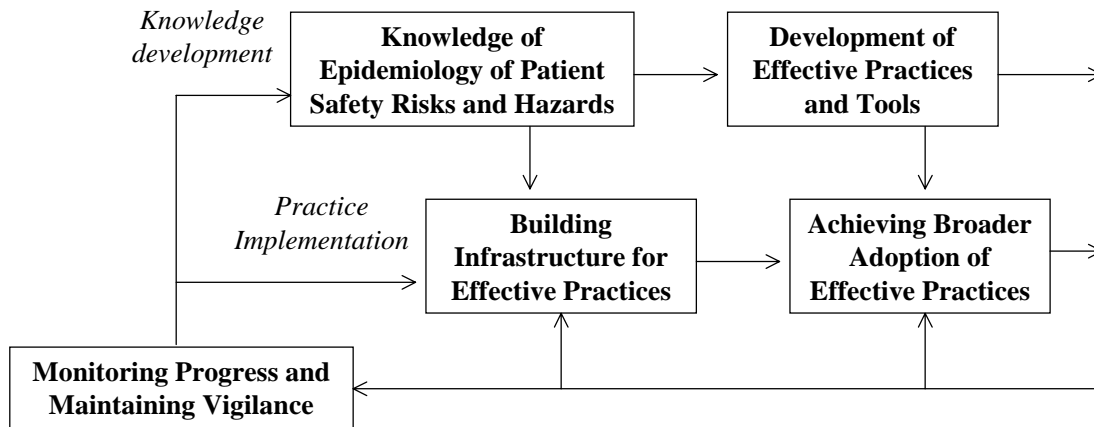 Knowledge
development
Knowledge of
Epidemiology of Patient
Safety Risks and Hazards
Development of
Effective Practices
and Tools
Practice
Implementation
Building
Infrastructure for
Effective Practices
Achieving Broader
Adoption of
Effective Practices
Monitoring Progress and
Maintaining Vigilance